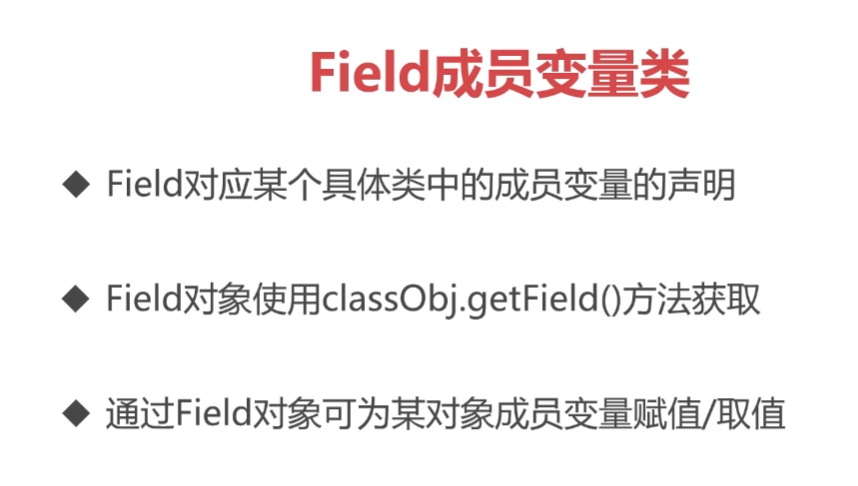 Field成员变量类
◆ Field对应某个具体类中的成员变量的声明
◆ Field对象使用classObj.getField()方法获取
◆ 通过Field对象可为某对象成员变量赋值/取值